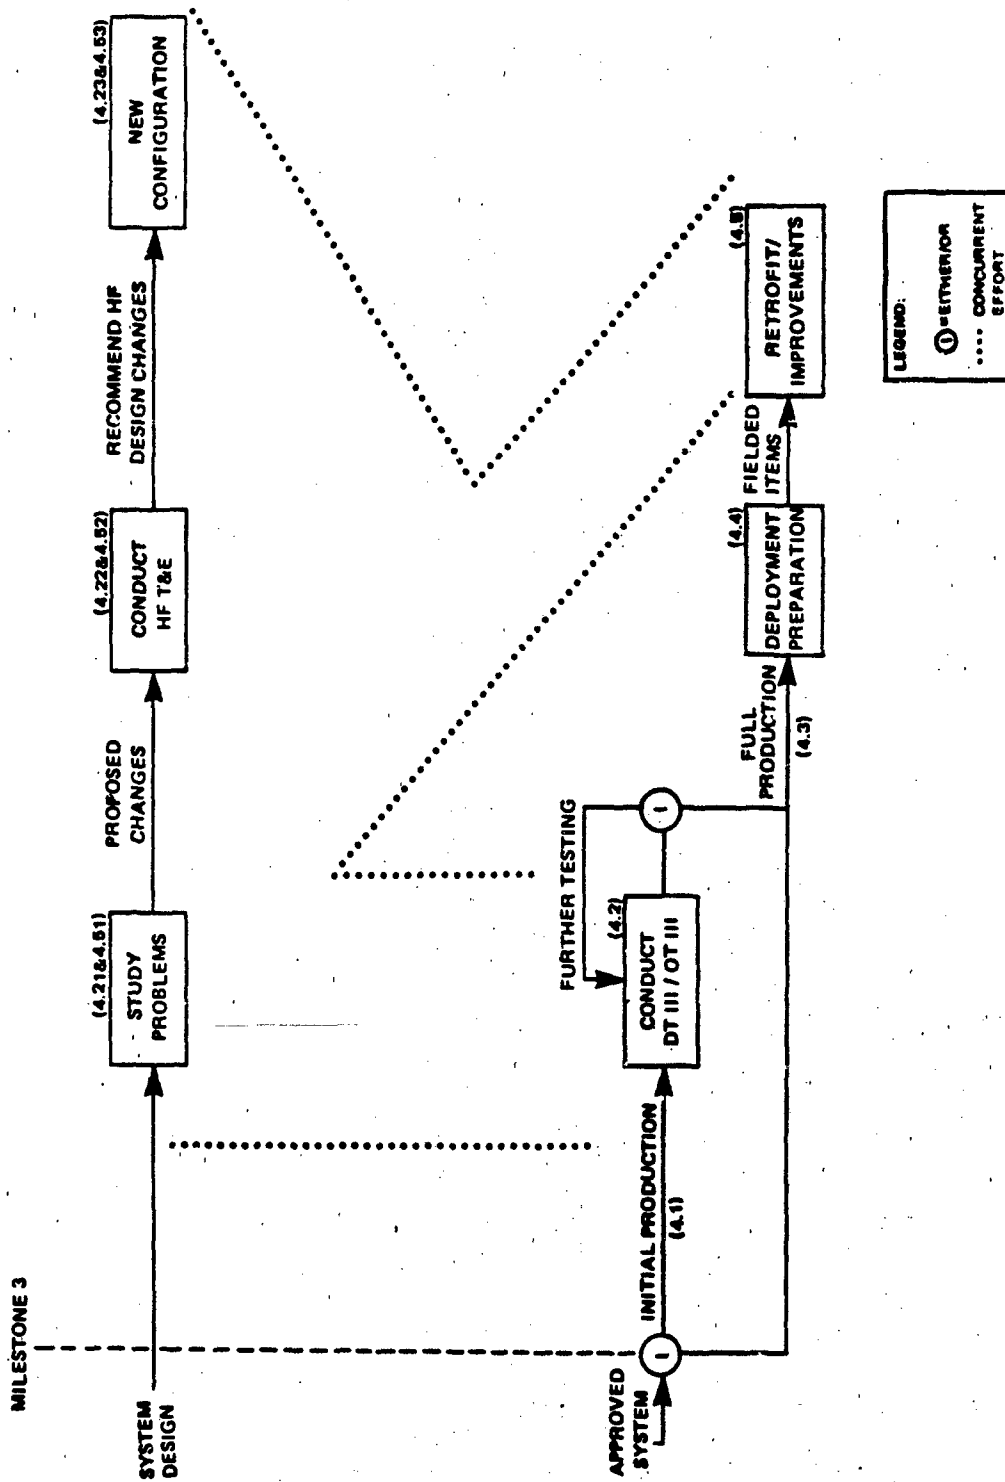 MILESTONE 3
SYSTEM
DESIGN
(4.21&4.51)
STUDY
PROBLEMS
PROPOSED
CHANGES
(4.22&4.52)
CONDUCT
HF T&E
RECOMMEND HF
DESIGN CHANGES
(4.23&4.53)
NEW
CONFIGURATION
APPROVED
SYSTEM
I
INITIAL PRODUCTION
(4.1)
FURTHER TESTING
(4.2)
CONDUCT
DT III / OT III
I
FULL
PRODUCTION
(4.3)
(4.4)
DEPLOYMENT
PREPARATION
FIELDED
ITEMS
(4.5)
RETROFIT/
IMPROVEMENTS
LEGEND:
I =EITHER/OR
.... CONCURRENT
EFFORT